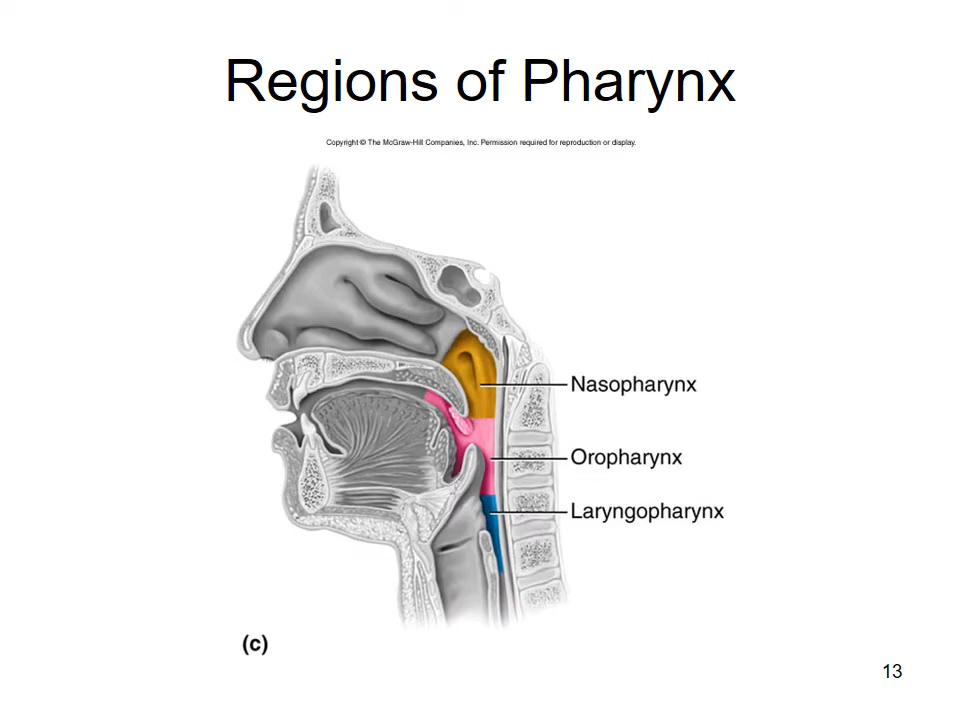 Regions of Pharynx
Copyright © The McGraw-Hill Companies, Inc. Permission required for reproduction or display.
Nasopharynx
Oropharynx
Laryngopharynx
(c)
13